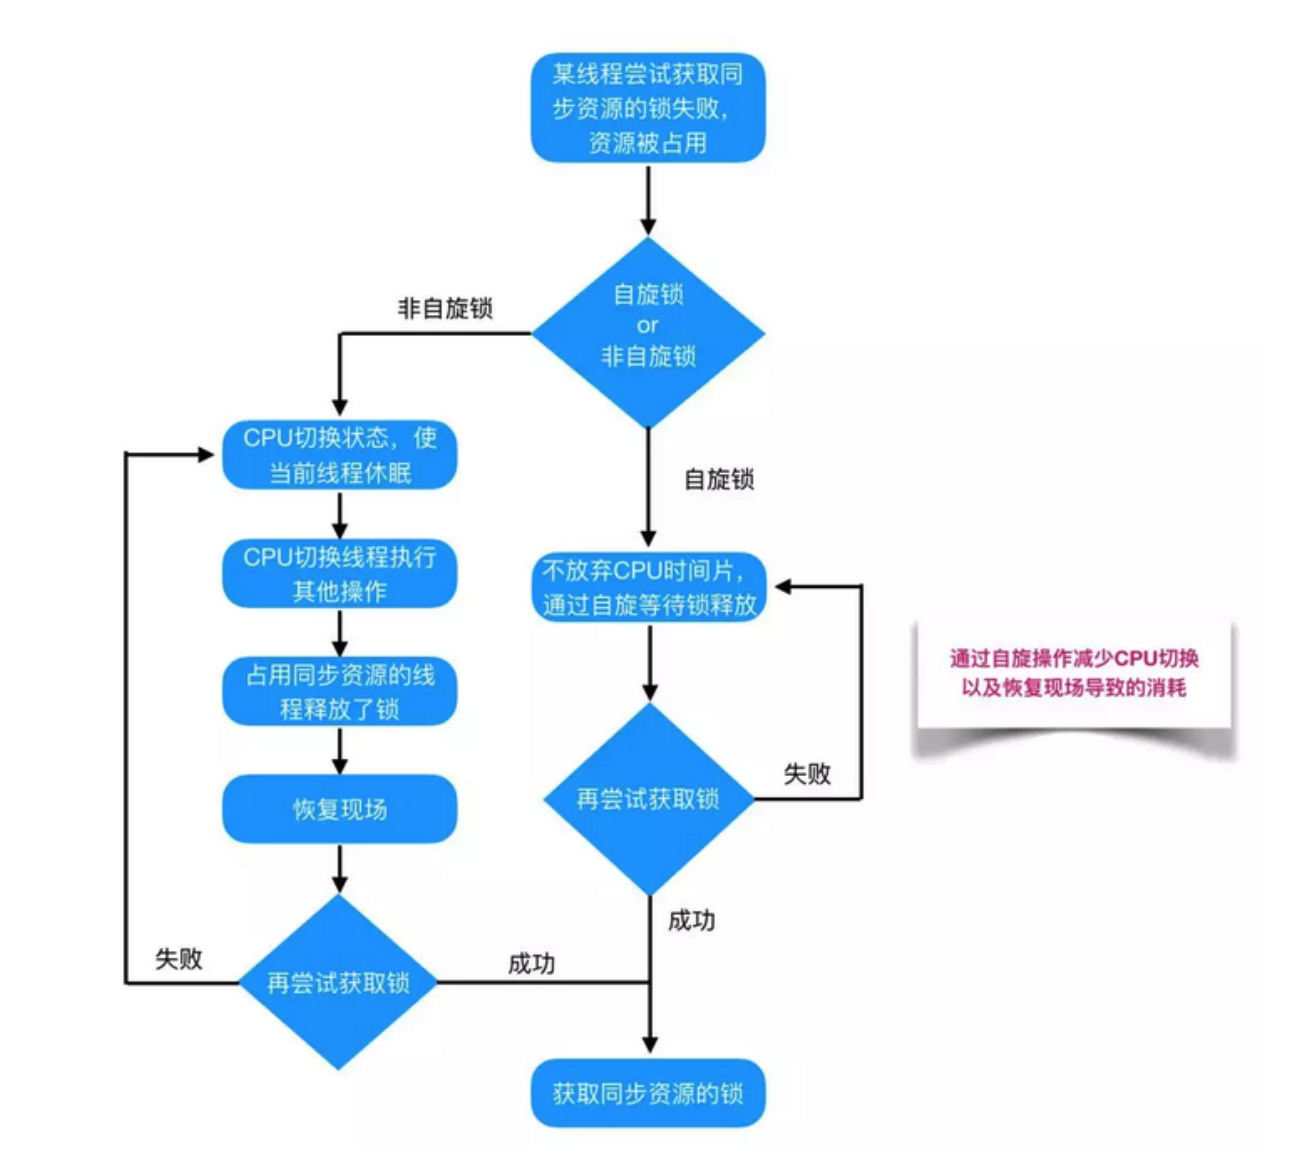 某线程尝试获取同
步资源的锁失败，
资源被占用
自旋锁
or
非自旋锁
非自旋锁
自旋锁
CPU切换状态，使
当前线程休眠
CPU切换线程执行
其他操作
占用同步资源的线
程释放了锁
恢复现场
再尝试获取锁
失败
成功
不放弃CPU时间片，
通过自旋等待锁释放
再尝试获取锁
失败
成功
获取同步资源的锁
通过自旋操作减少CPU切换
以及恢复现场导致的消耗